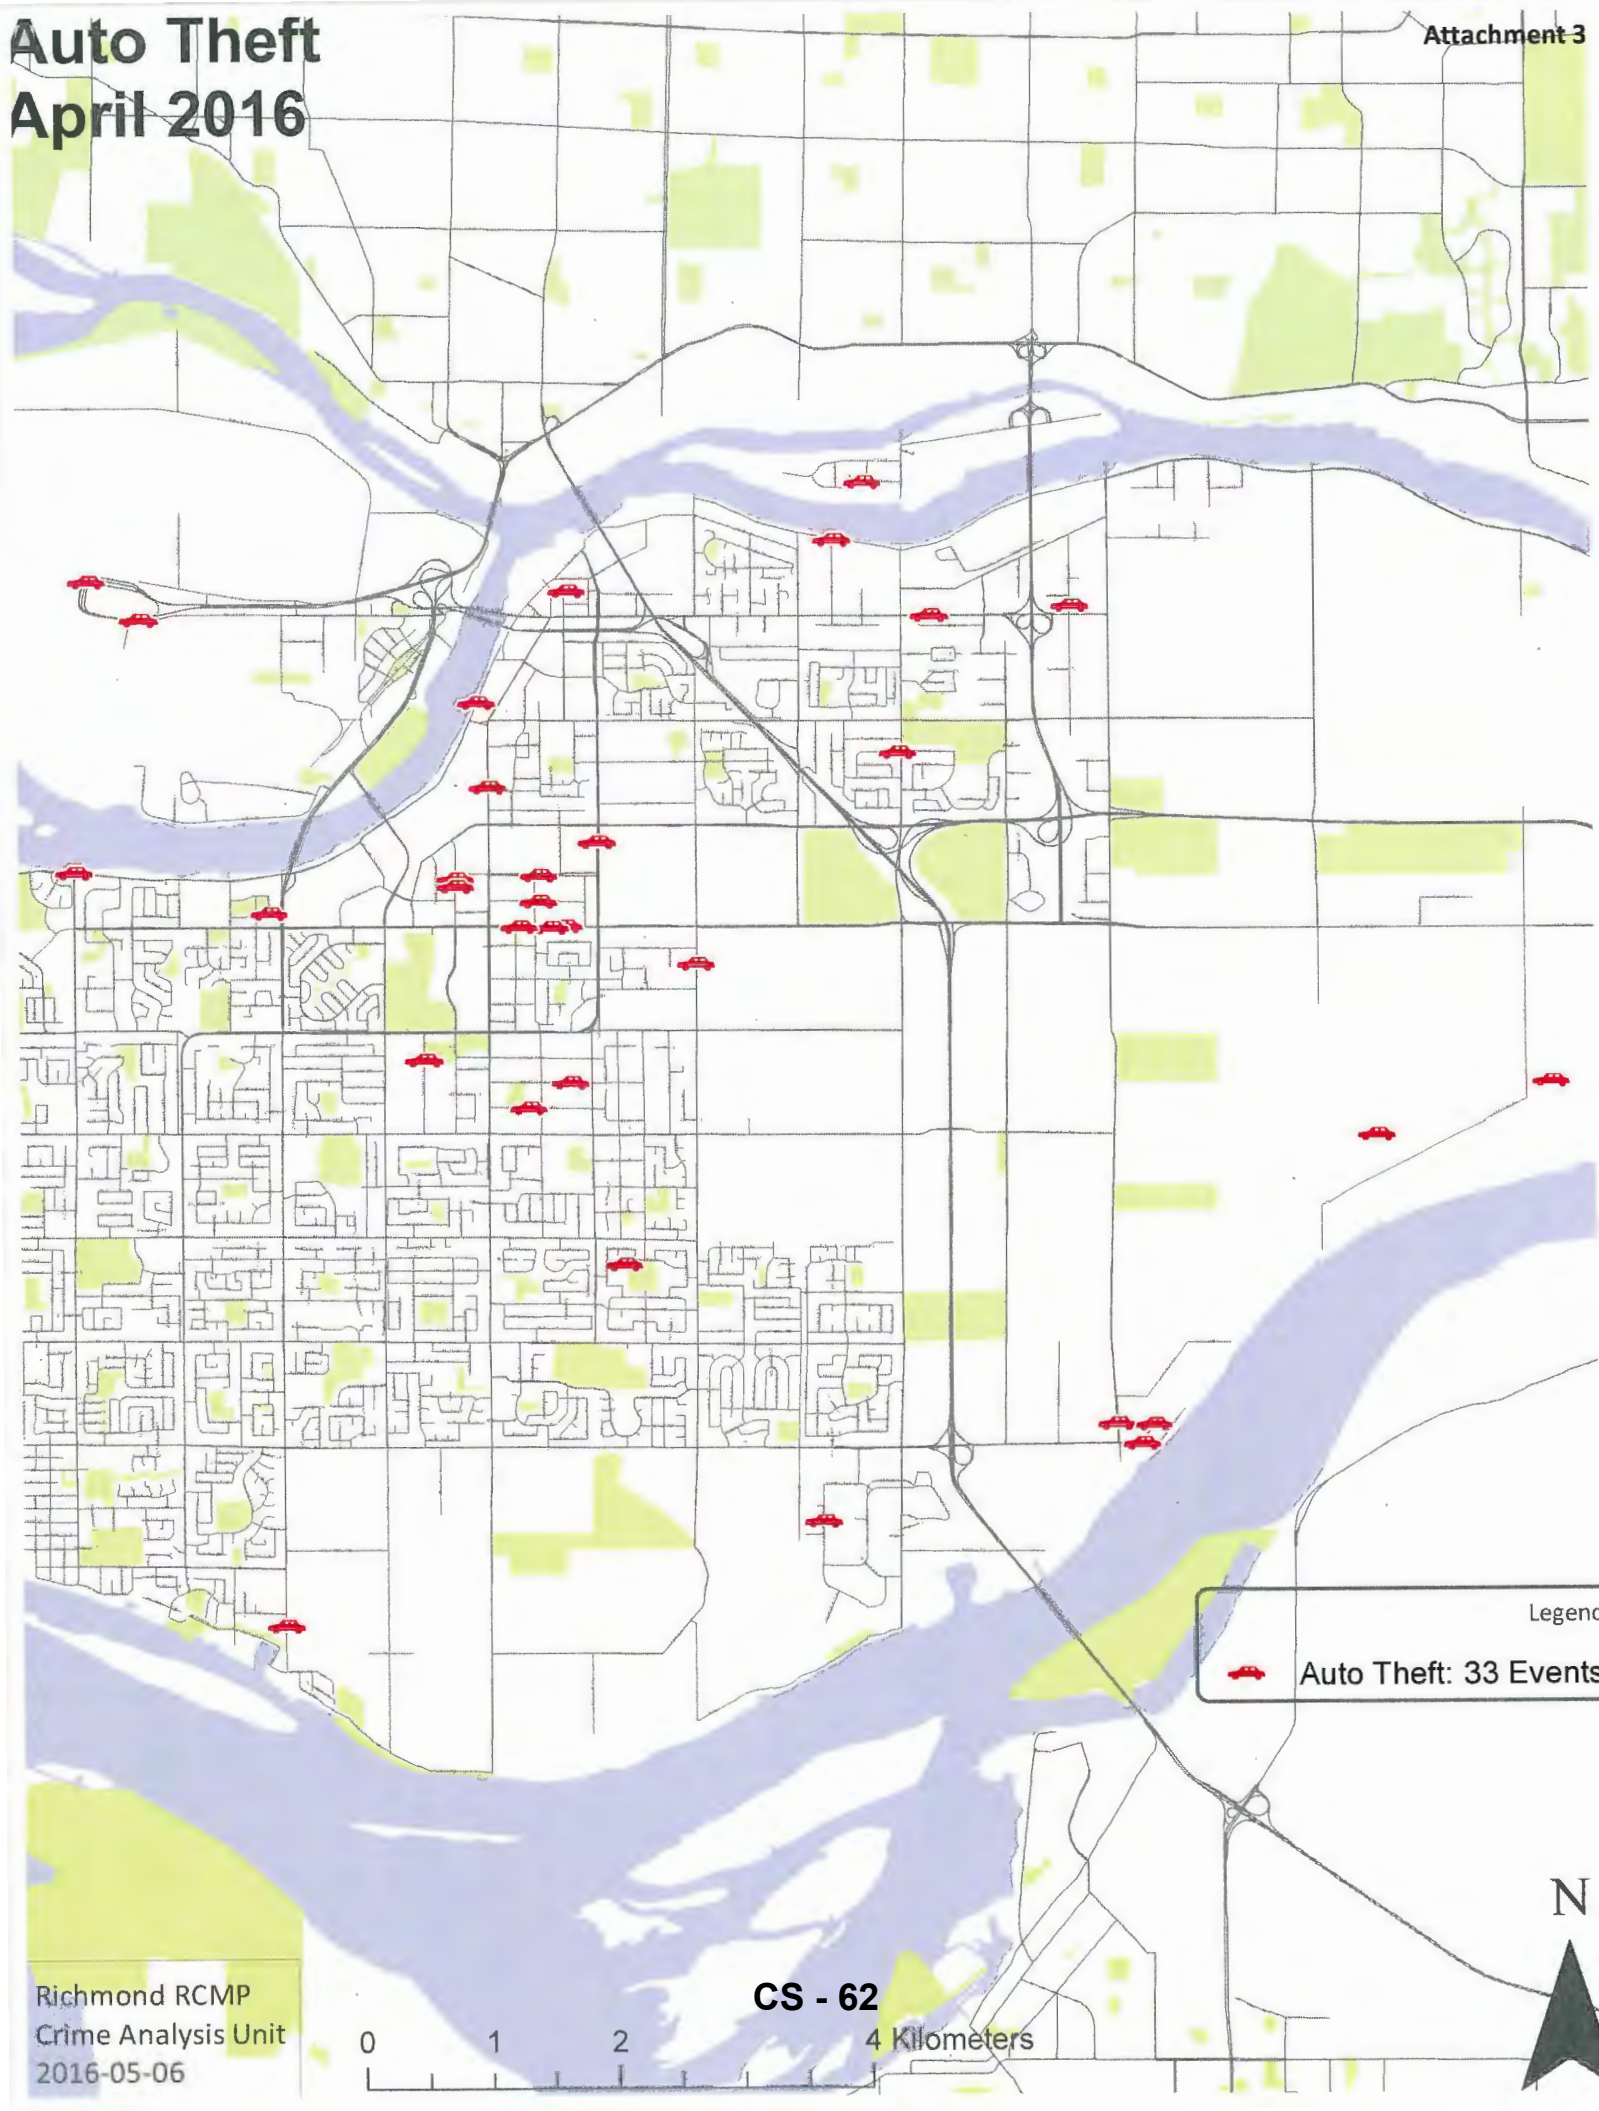 Auto Theft
April 2016
Attachment 3
Legend
Auto Theft: 33 Events
N
Richmond RCMP
Crime Analysis Unit
2016-05-06
CS - 62
0 1 2 4 Kilometers